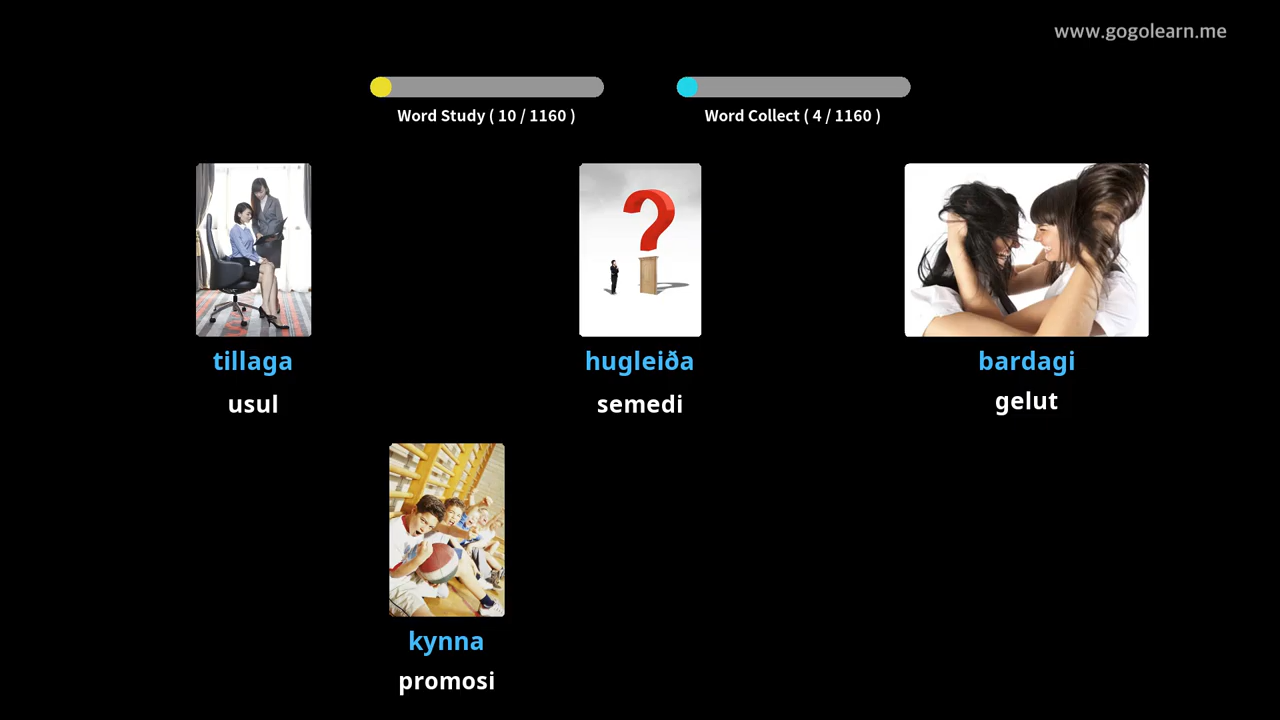 www.gogolearn.me
Word Study ( 10 / 1160 )
Word Collect ( 4 / 1160 )
tillaga
usul
hugleiða
semedi
bardagi
gelut
kynna
promosi